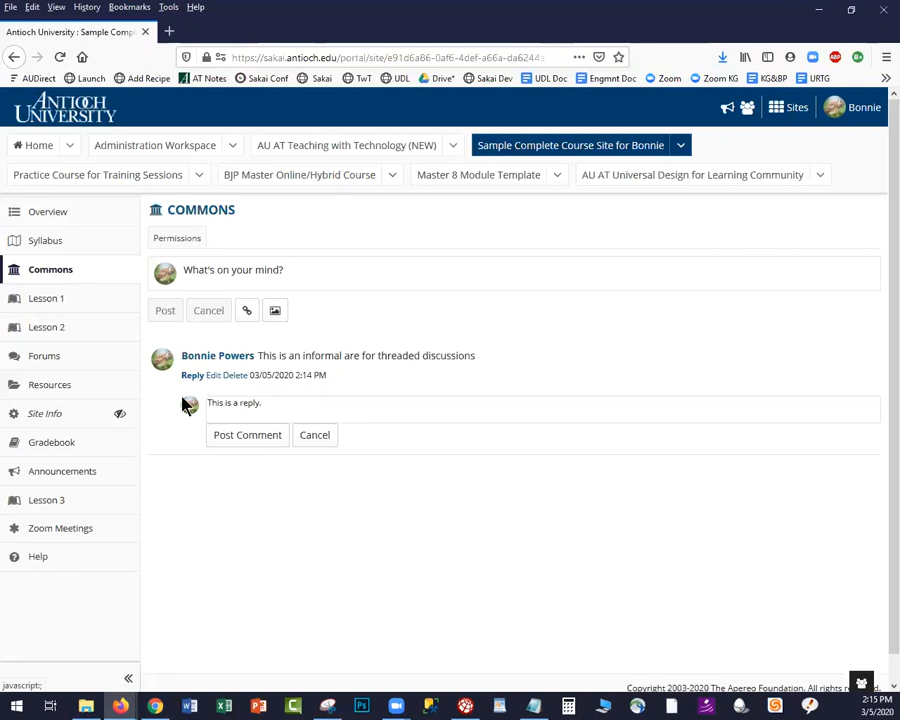 File Edit View History Bookmarks Tools Help
Antioch University : Sample Compl
https://sakai.antioch.edu/portal/site/e91d6a86-0af6-4def-a66a-da6244
AUDirect Launch Add Recipe AT Notes Sakai Conf Sakai TwT UDL Drive* Sakai Dev UDL Doc Engmnt Doc Zoom Zoom KG KG&BP URTG
ANTIOCH
UNIVERSITY
Sites Bonnie
Home Administration Workspace AU AT Teaching with Technology (NEW) Sample Complete Course Site for Bonnie
Practice Course for Training Sessions BJP Master Online/Hybrid Course Master 8 Module Template AU AT Universal Design for Learning Community
Overview
Syllabus
Commons
Lesson 1
Lesson 2
Forums
Resources
Site Info
Gradebook
Announcements
Lesson 3
Zoom Meetings
Help
COMMONS
Permissions
What's on your mind?
Post Cancel
Bonnie Powers This is an informal are for threaded discussions
Reply Edit Delete 03/05/2020 2:14 PM
This is a reply.
Post Comment Cancel
javascript:;
Copyright 2003-2020 The Apereo Foundation. All rights
2:15 PM
3/5/2020